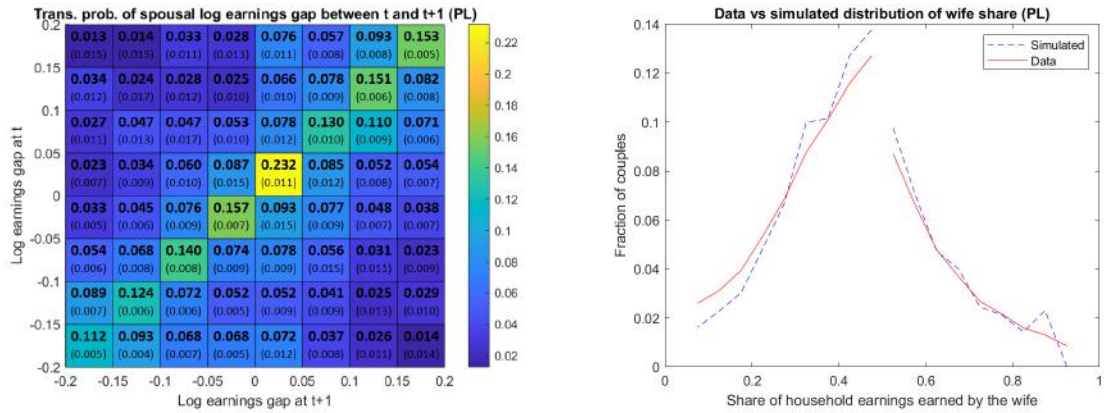 Trans. prob. of spousal log earnings gap between t and t+1 (PL)
0.2
0.013 0.014 0.033 0.028 0.076 0.057 0.093 0.153
(0.015) (0.015) (0.011) (0.013) (0.011) (0.008) (0.008) (0.005)
0.15
0.034 0.024 0.028 0.025 0.066 0.078 0.151 0.082
(0.012) (0.017) (0.012) (0.010) (0.010) (0.009) (0.006) (0.008)
0.1
0.027 0.047 0.047 0.053 0.078 0.130 0.110 0.071
(0.011) (0.013) (0.017) (0.010) (0.012) (0.010) (0.009) (0.006)
0.05
0.023 0.034 0.060 0.087 0.232 0.085 0.052 0.054
(0.007) (0.009) (0.010) (0.015) (0.011) (0.012) (0.008) (0.007)
0
0.033 0.045 0.076 0.157 0.093 0.077 0.048 0.038
(0.005) (0.006) (0.009) (0.007) (0.015) (0.009) (0.007) (0.007)
-0.05
0.054 0.068 0.140 0.074 0.078 0.056 0.031 0.023
(0.006) (0.008) (0.008) (0.009) (0.009) (0.015) (0.011) (0.009)
-0.1
0.089 0.124 0.072 0.052 0.052 0.041 0.025 0.029
(0.007) (0.006) (0.006) (0.005) (0.009) (0.009) (0.013) (0.010)
-0.15
0.112 0.093 0.068 0.068 0.072 0.037 0.026 0.014
(0.005) (0.004) (0.007) (0.005) (0.012) (0.008) (0.011) (0.014)
-0.2
-0.2 -0.15 -0.1 -0.05 0 0.05 0.1 0.15 0.2
Log earnings gap at t+1
Log earnings gap at t
0.22
0.2
0.18
0.16
0.14
0.12
0.1
0.08
0.06
0.04
0.02
Data vs simulated distribution of wife share (PL)
Simulated
Data
0.14
0.12
0.1
0.08
0.06
0.04
0.02
0
Fraction of couples
0 0.2 0.4 0.6 0.8 1
Share of household earnings earned by the wife